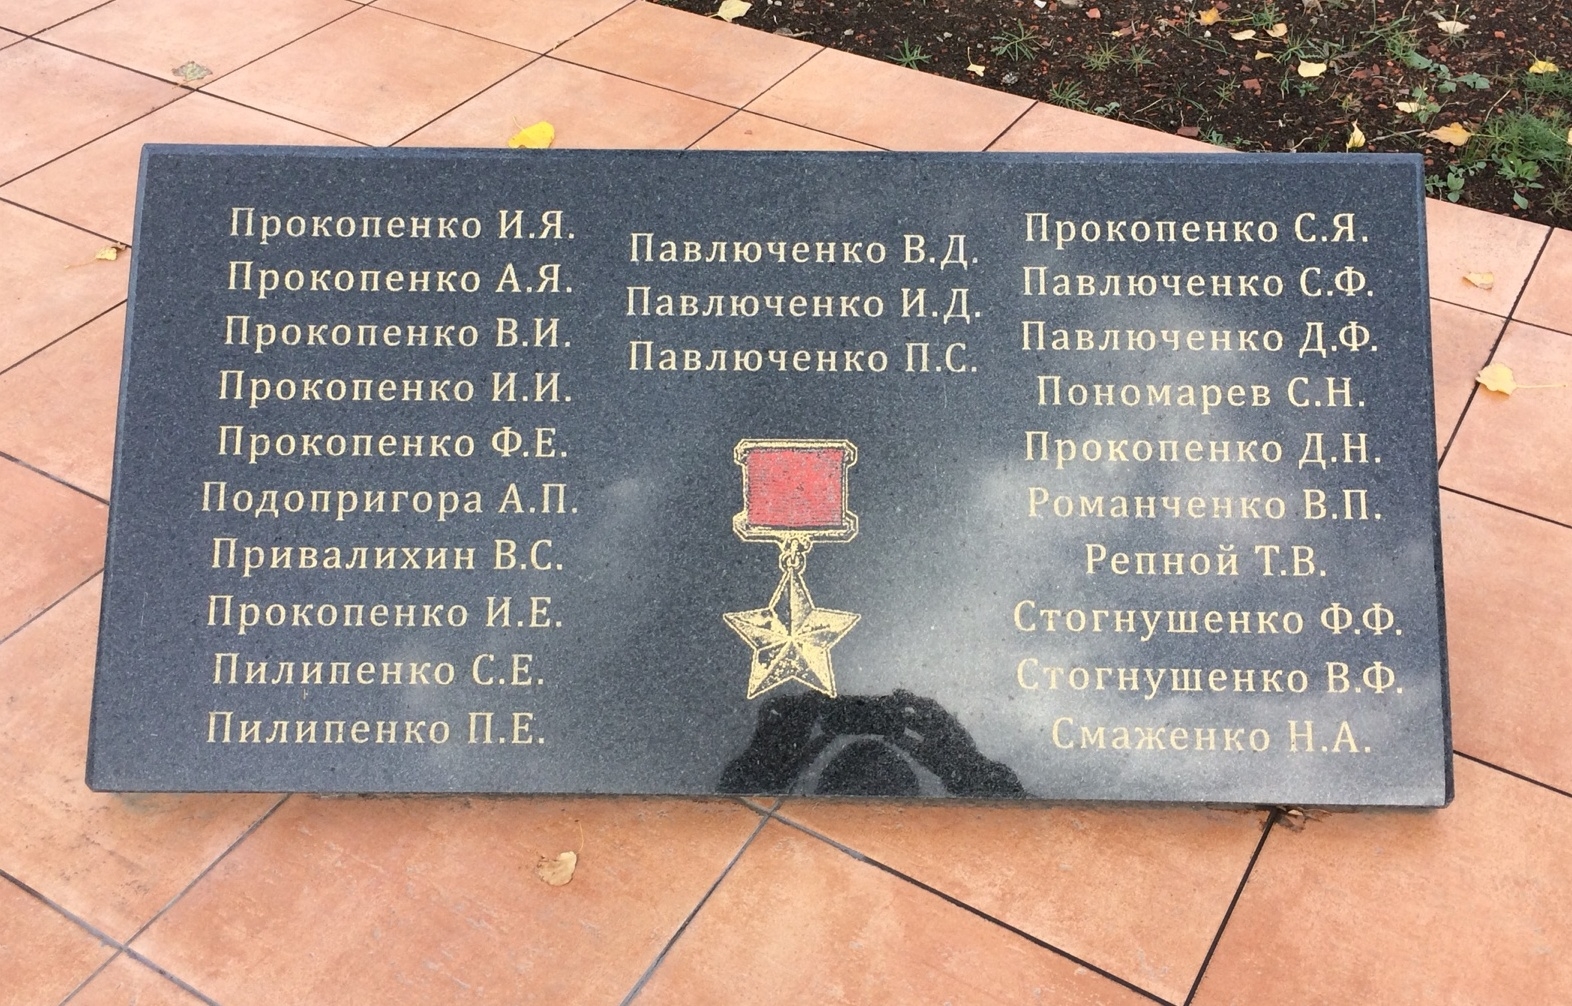 Прокопенко И.Я.
Прокопенко А.Я.
Прокопенко В.И.
Прокопенко И.И.
Прокопенко Ф.Е.
Подопригора А.П.
Привалихин В.С.
Прокопенко И.Е.
Пилипенко С.Е.
Пилипенко П.Е.
Павлюченко В.Д.
Павлюченко И.Д.
Павлюченко П.С.
Прокопенко С.Я.
Павлюченко С.Ф.
Павлюченко Д.Ф.
Пономарев С.Н.
Прокопенко Д.Н.
Романченко В.П.
Репной Т.В.
Стогнушенко Ф.Ф.
Стогнушенко В.Ф.
Смаженко Н.А.